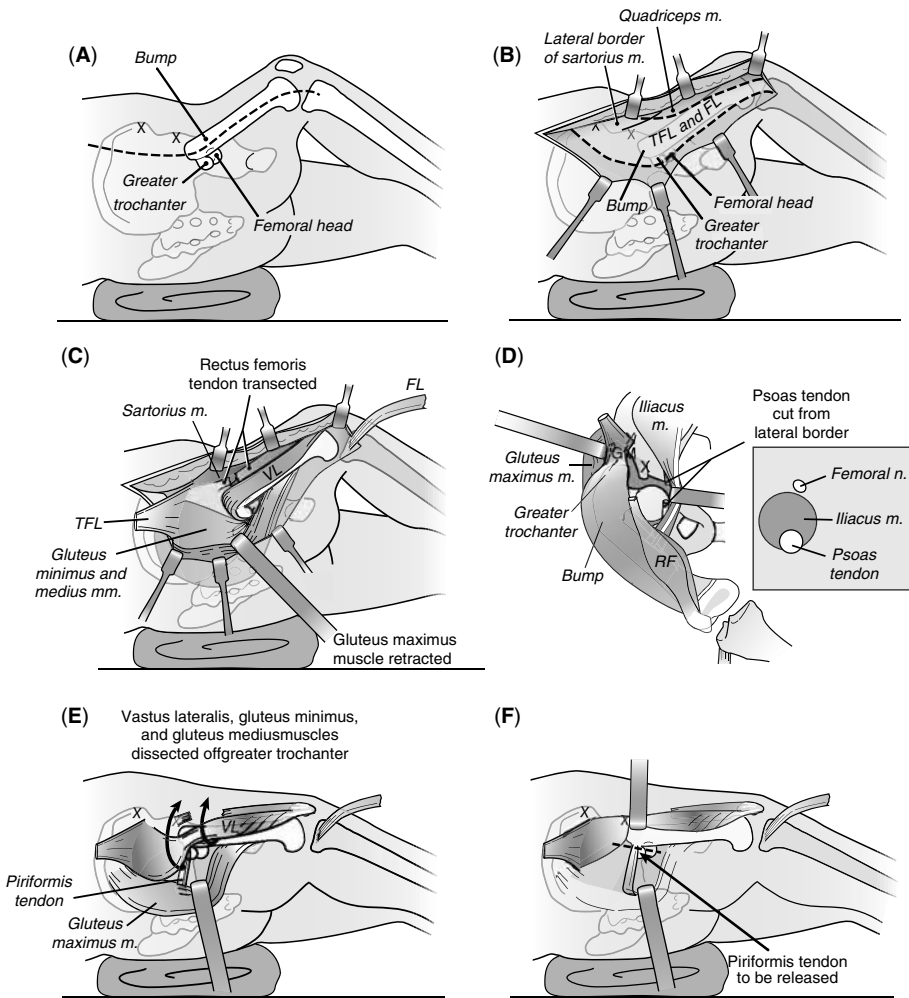 (A)
Bump
X
X
Greater
trochanter
Femoral head
(B)
Quadriceps m.
Lateral border
of sartorius m.
X
X
TFL and FL
Bump
Femoral head
Greater
trochanter
(C)
Rectus femoris
tendon transected
FL
Sartorius m.
VL
TFL
Gluteus
minimus and
medius mm.
Gluteus maximus
muscle retracted
(D)
Iliacus
m.
Psoas tendon
cut from
lateral border
X
X
Gluteus
maximus m.
Greater
trochanter
Bump
RF
Femoral n.
Iliacus m.
Psoas
tendon
(E)
Vastus lateralis, gluteus minimus,
and gluteus mediusmuscles
dissected offgreater trochanter
X
VL
Piriformis
tendon
Gluteus
maximus m.
(F)
X
X
Piriformis tendon
to be released